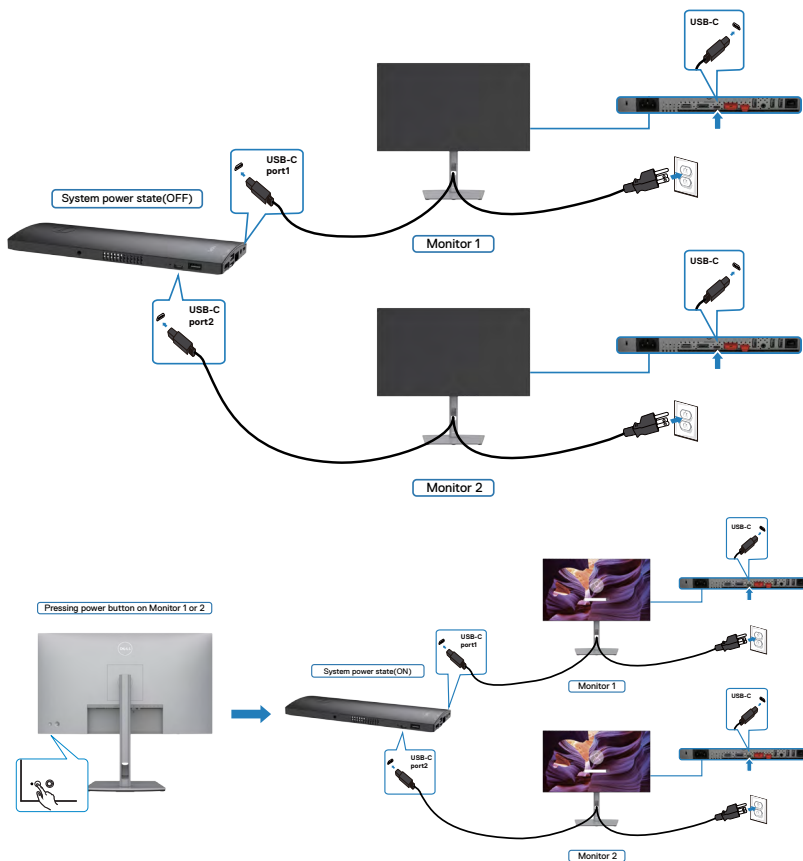 USB-C
USB-C
port1
System power state(OFF)
Monitor 1
USB-C
USB-C
port2
Monitor 2
USB-C
Pressing power button on Monitor 1 or 2
DELL
USB-C
port1
System power state(ON)
Monitor 1
USB-C
USB-C
port2
Monitor 2